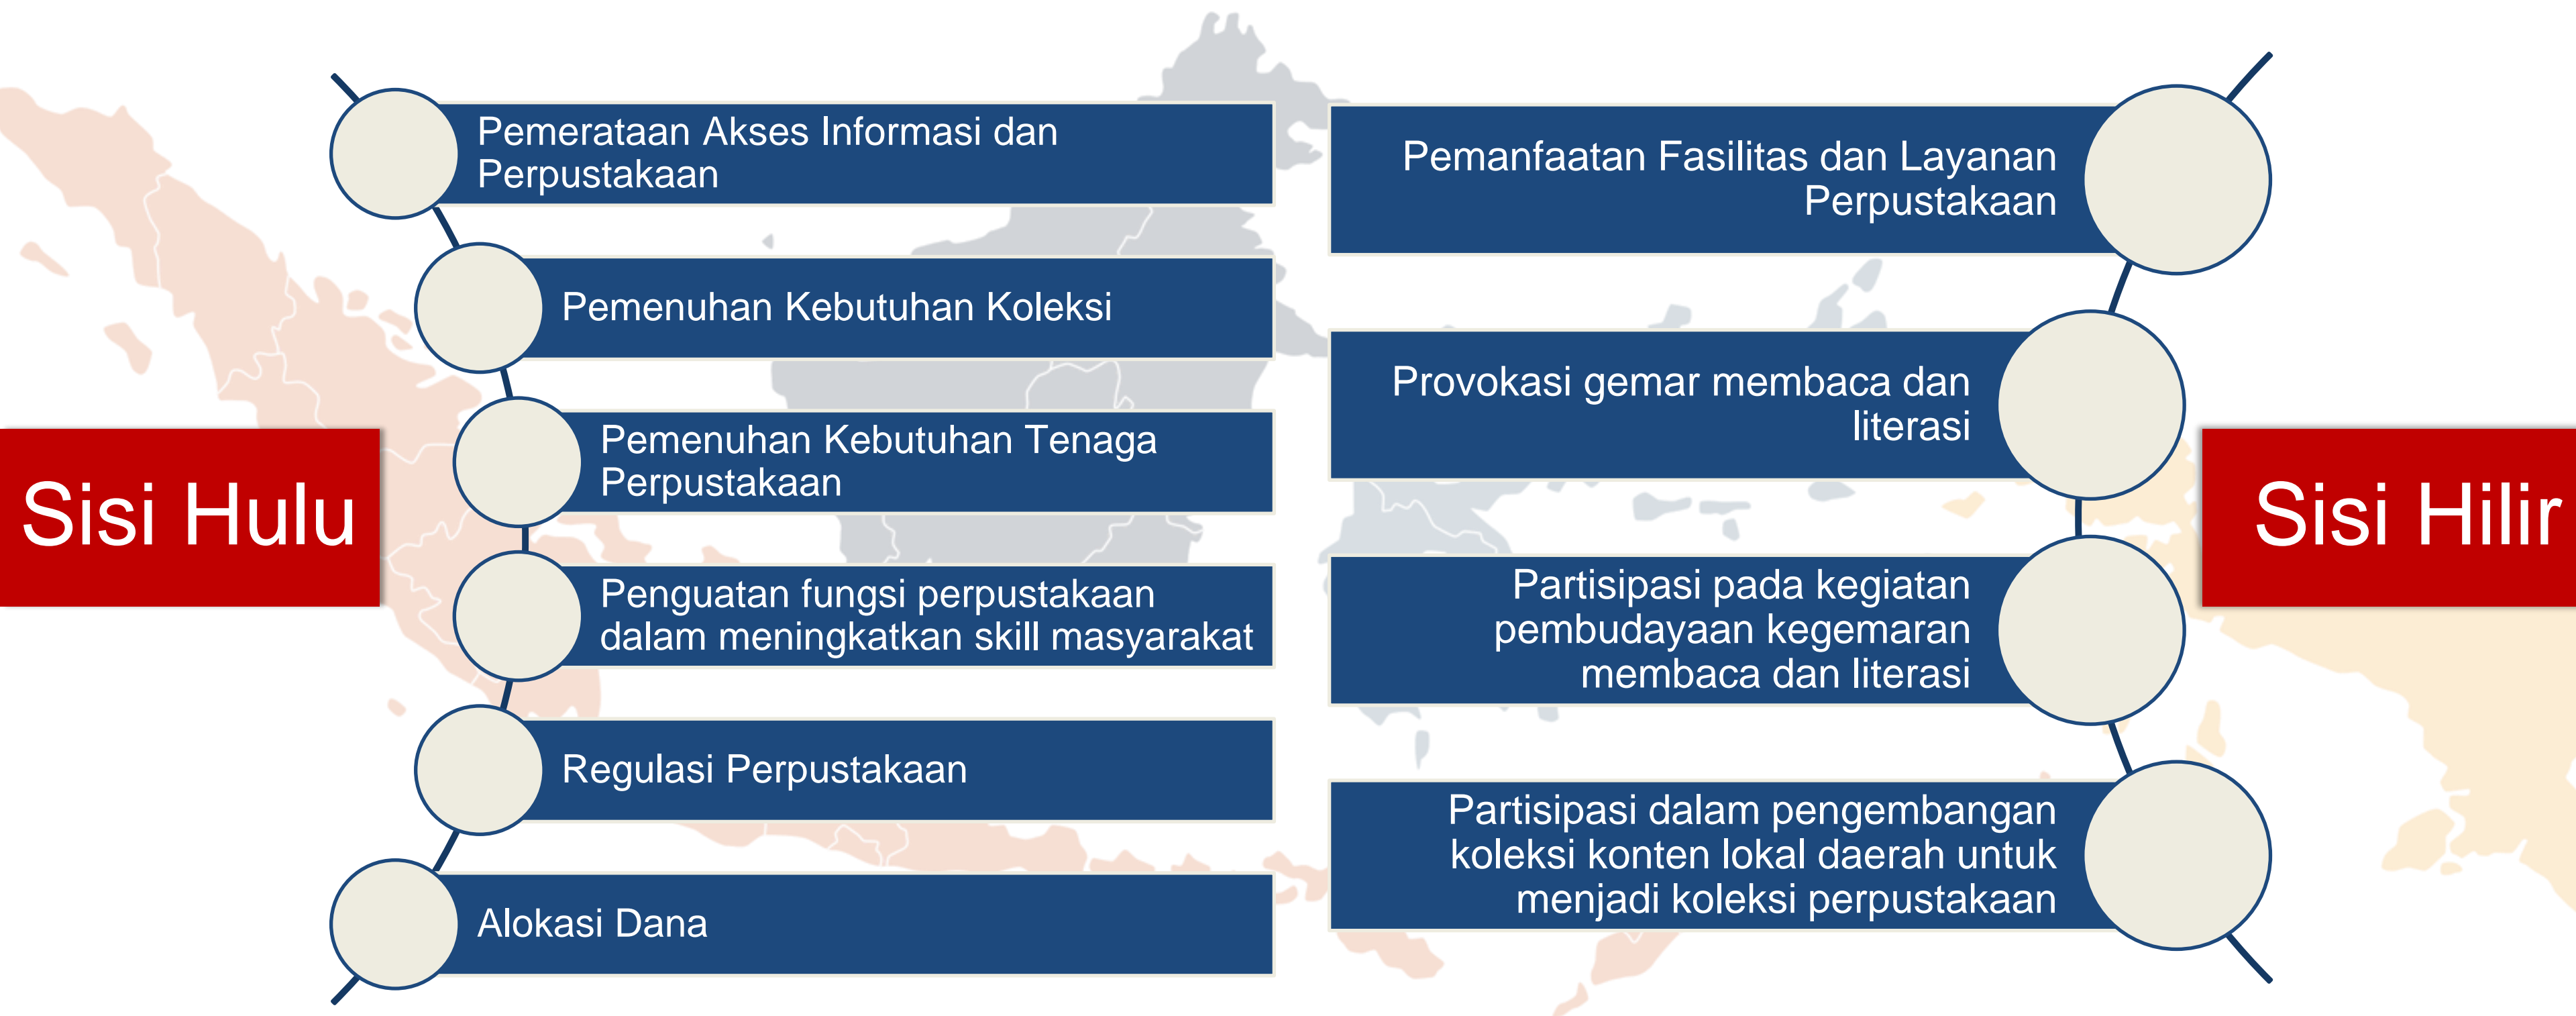 Sisi Hulu
Pemerataan Akses Informasi dan
Perpustakaan
Pemenuhan Kebutuhan Koleksi
Pemenuhan Kebutuhan Tenaga
Perpustakaan
Penguatan fungsi perpustakaan
dalam meningkatkan skill masyarakat
Regulasi Perpustakaan
Alokasi Dana
Pemanfaatan Fasilitas dan Layanan
Perpustakaan
Provokasi gemar membaca dan
literasi
Partisipasi pada kegiatan
pembudayaan kegemaran
membaca dan literasi
Partisipasi dalam pengembangan
koleksi konten lokal daerah untuk
menjadi koleksi perpustakaan
Sisi Hilir